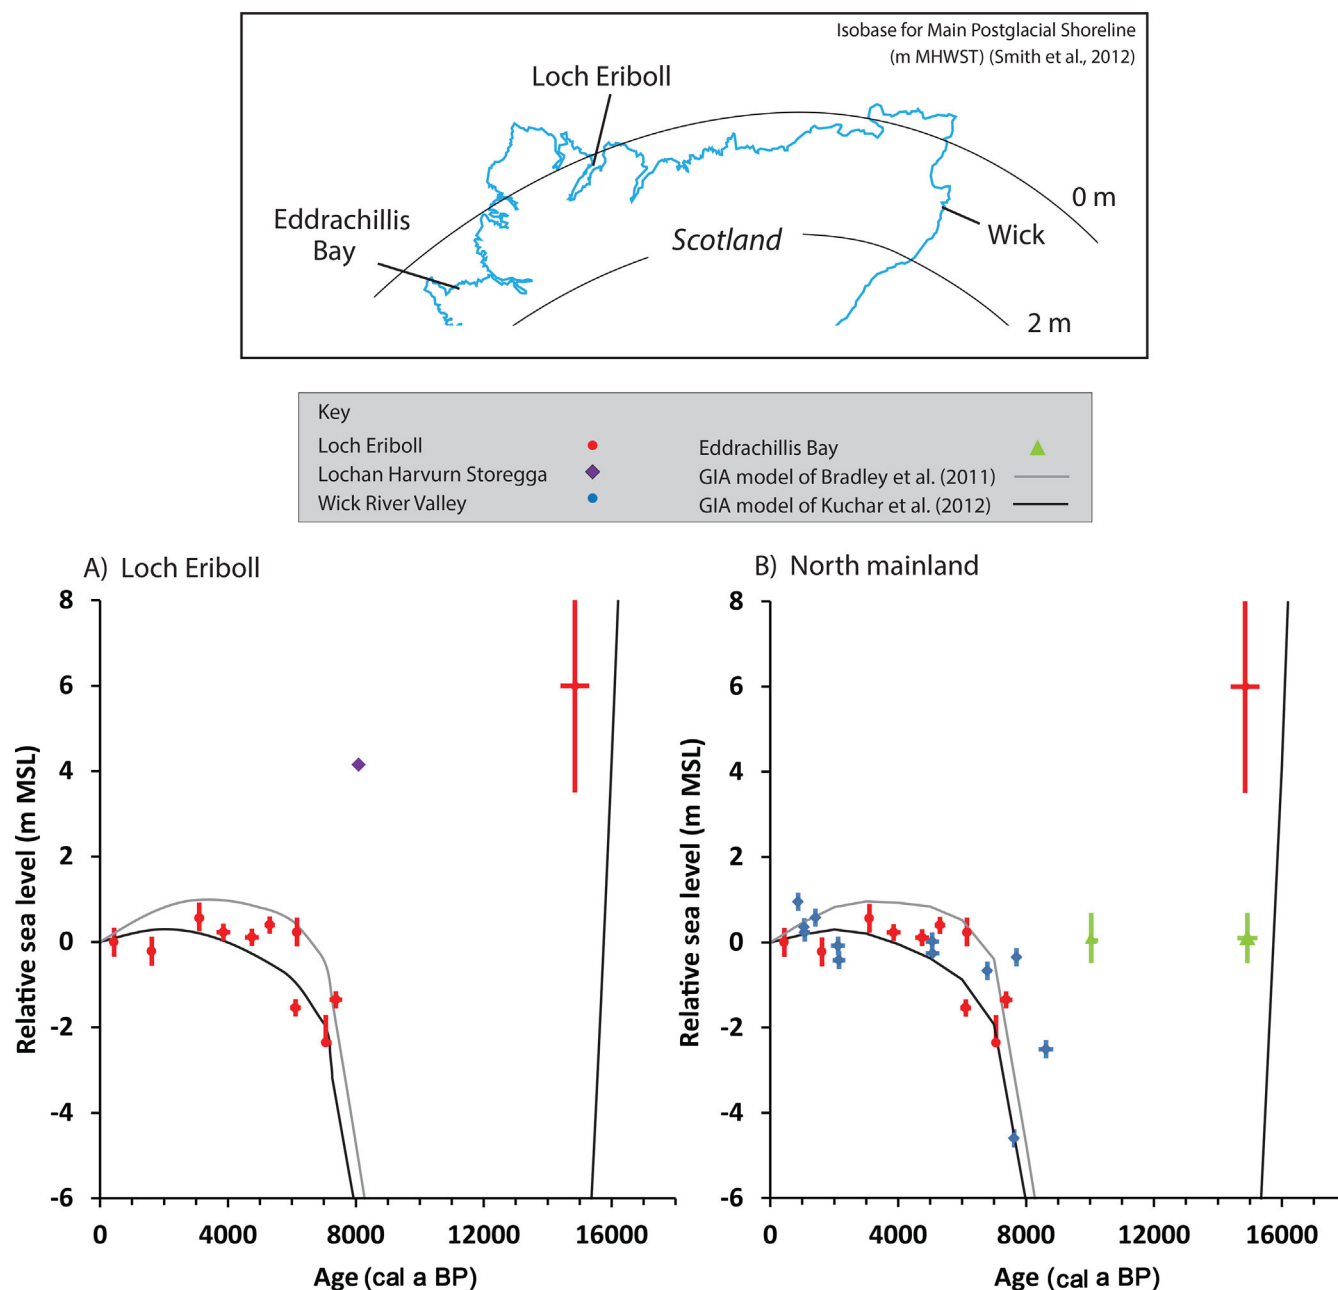 Isobase for Main Postglacial Shoreline
(m MHWST) (Smith et al., 2012)
Loch Eriboll
0 m
Eddrachillis
Bay
Scotland
Wick
2 m
Key
Loch Eriboll
Lochan Harvurn Storegga
Wick River Valley
Eddrachillis Bay
GIA model of Bradley et al. (2011)
GIA model of Kuchar et al. (2012)
A) Loch Eriboll
Relative sea level (m MSL)
8
6
4
2
0
-2
-4
-6
0 4000 8000 12000 16000
Age (cal a BP)
B) North mainland
Relative sea level (m MSL)
8
6
4
2
0
-2
-4
-6
0 4000 8000 12000 16000
Age (cal a BP)